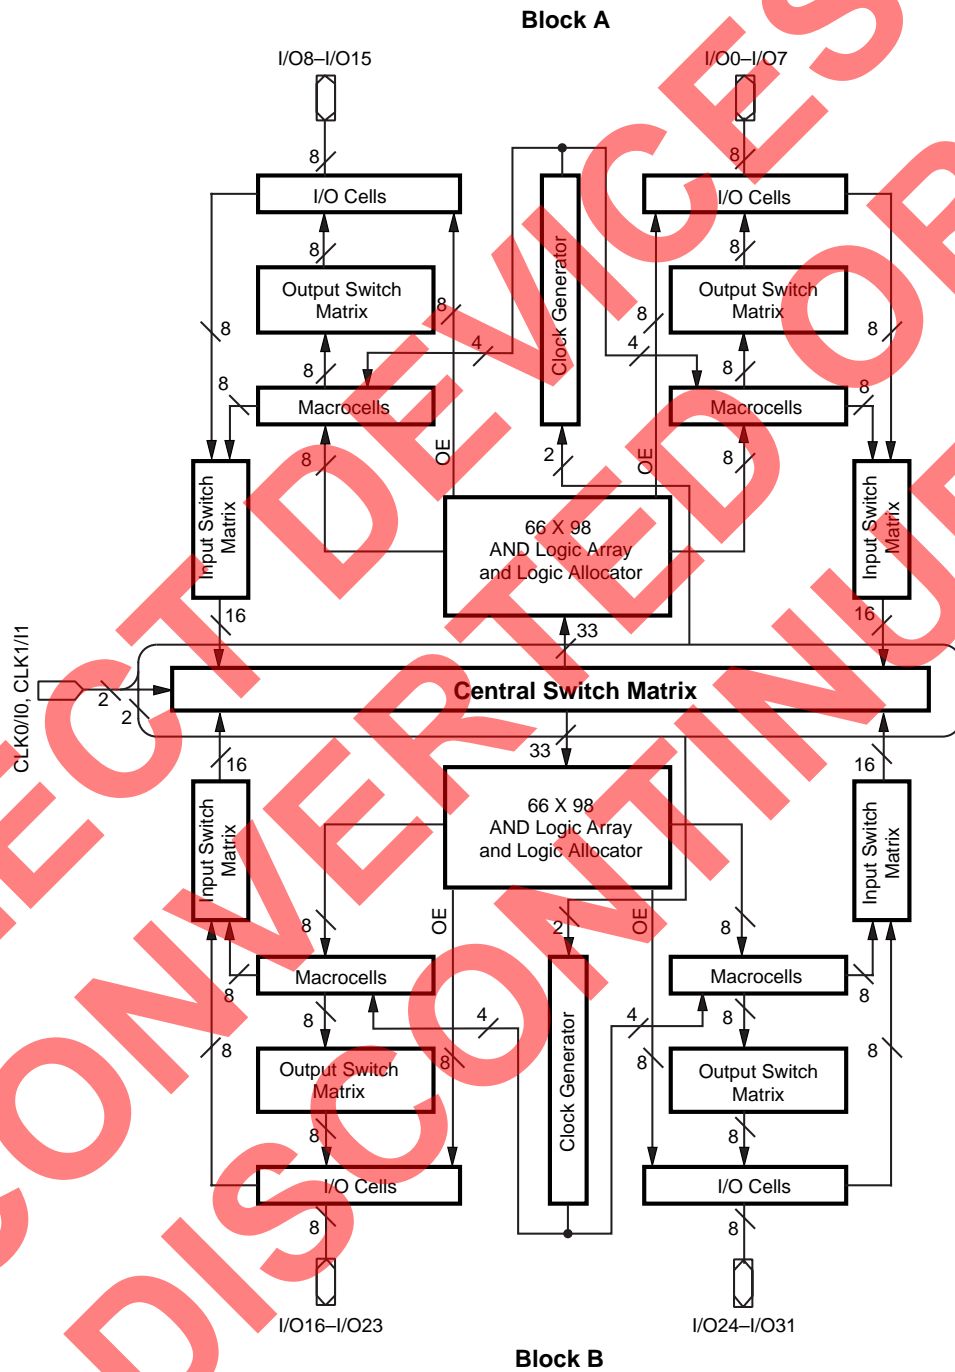 Block A
I/O8–I/O15
I/O0–I/O7
8
8
I/O Cells
I/O Cells
8
8
Clock Generator
Output Switch
Matrix
Output Switch
Matrix
8
8
8
8
4
4
8
8
8
8
Macrocells
Macrocells
OE
OE
8
2
8
Input Switch
Matrix
Input Switch
Matrix
66 X 98
AND Logic Array
and Logic Allocator
16
33
16
CLK0/I0, CLK1/I1
2
2
Central Switch Matrix
33
16
16
66 X 98
AND Logic Array
and Logic Allocator
Input Switch
Matrix
Input Switch
Matrix
8
OE
2
OE
8
Macrocells
Macrocells
8
8
8
8
4
4
Clock Generator
8
8
8
8
Output Switch
Matrix
Output Switch
Matrix
8
8
I/O Cells
I/O Cells
8
8
I/O16–I/O23
I/O24–I/O31
Block B
DEVICES
CONVERTED OR
DISCONTINU